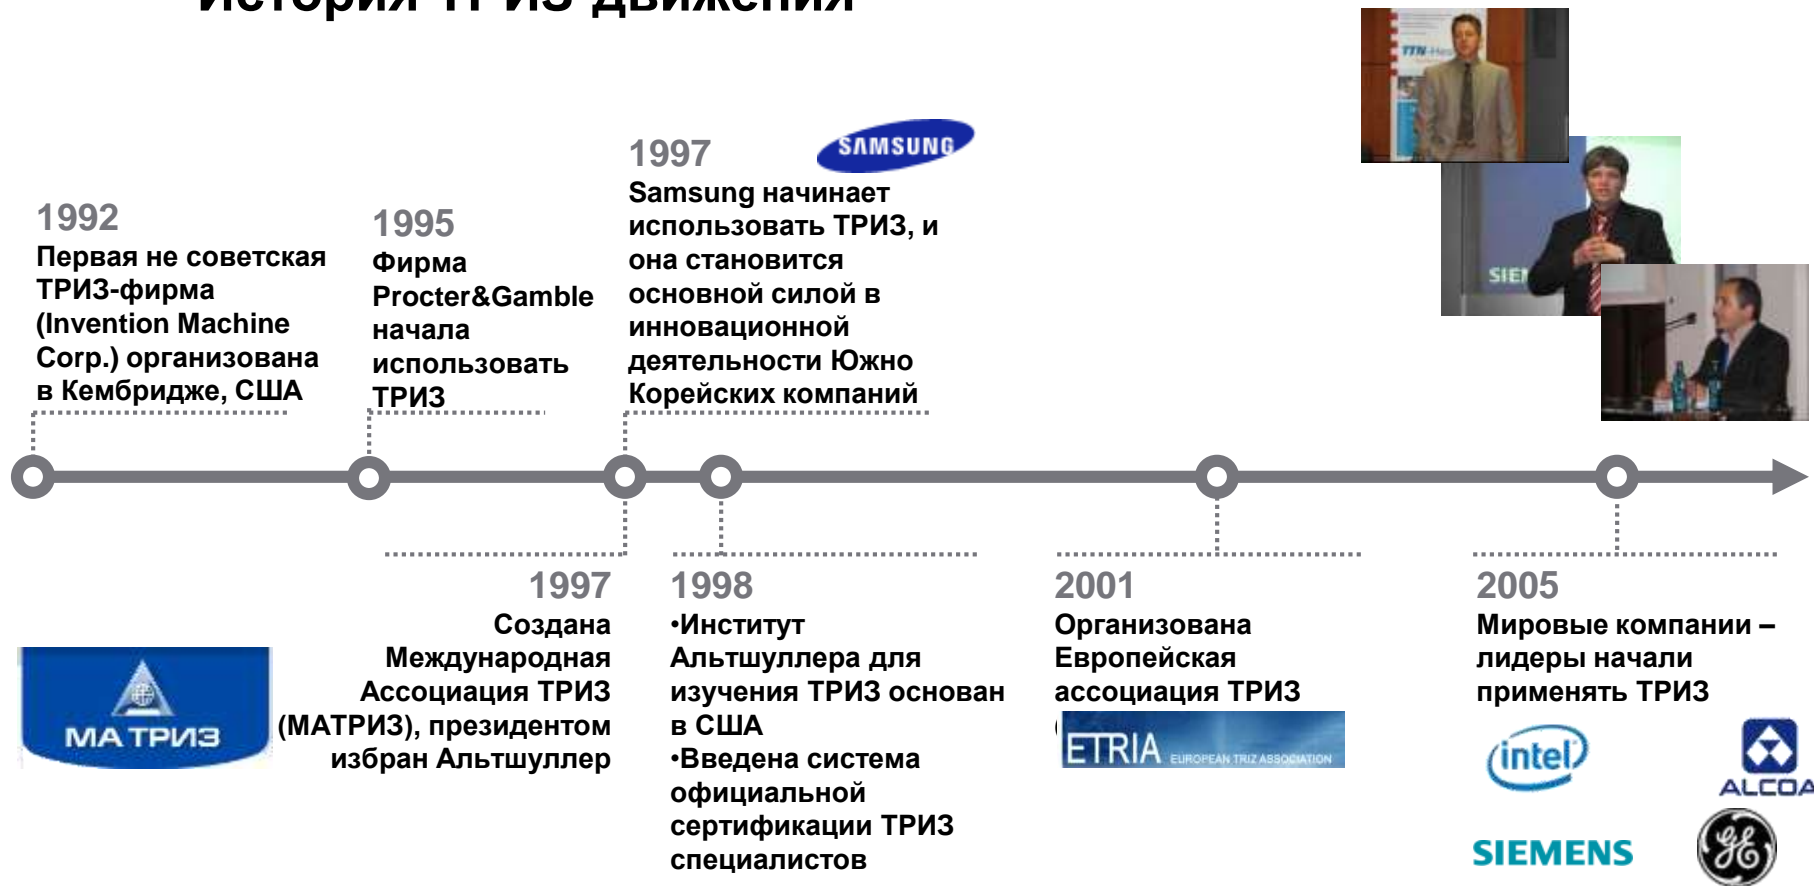 История ТРИЗ движения
1992
Первая не советская
ТРИЗ-фирма
(Invention Machine
Corp.) организована
в Кембридже, США
1995
Фирма
Procter&Gamble
начала
использовать
ТРИЗ
1997
SAMSUNG
Samsung начинает
использовать ТРИЗ, и
она становится
основной силой в
инновационной
деятельности Южно
Корейских компаний
TTN-Hes
SIE
МА ТРИЗ
1997
Создана
Международная
Ассоциация ТРИЗ
(МАТРИЗ), президентом
избран Альтшуллер
1998
•Институт
Альтшуллера для
изучения ТРИЗ основан
в США
•Введена система
официальной
сертификации ТРИЗ
специалистов
2001
Организована
Европейская
ассоциация ТРИЗ
(
ETRIA EUROPEAN TRIZ ASSOCIATION
2005
Мировые компании –
лидеры начали
применять ТРИЗ
intel
ALCOA
SIEMENS
GE